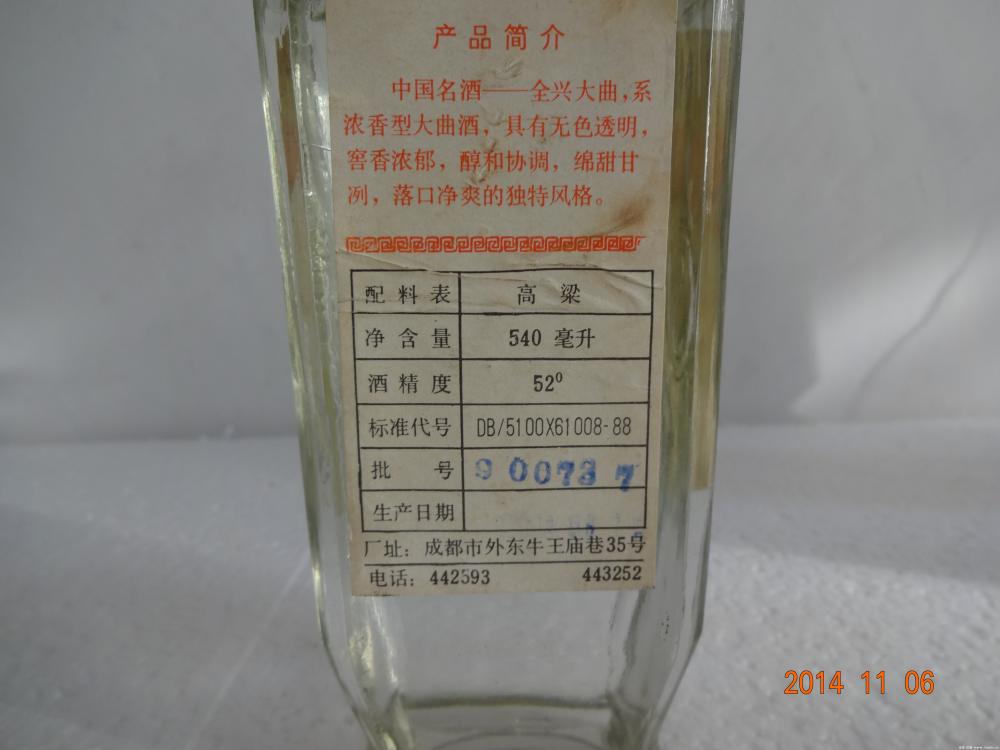 产品简介
中国名酒——全兴大曲，系
浓香型大曲酒，具有无色透明，
窖香浓郁，醇和协调，绵甜甘
冽，落口净爽的独特风格。
配料表 高粱
净含量 540 毫升
酒精度 52⁰
标准代号 DB/5100X61008-88
批号 900737
生产日期
厂址：成都市外东牛王庙巷35号
电话：442593 443252
2014 11 06